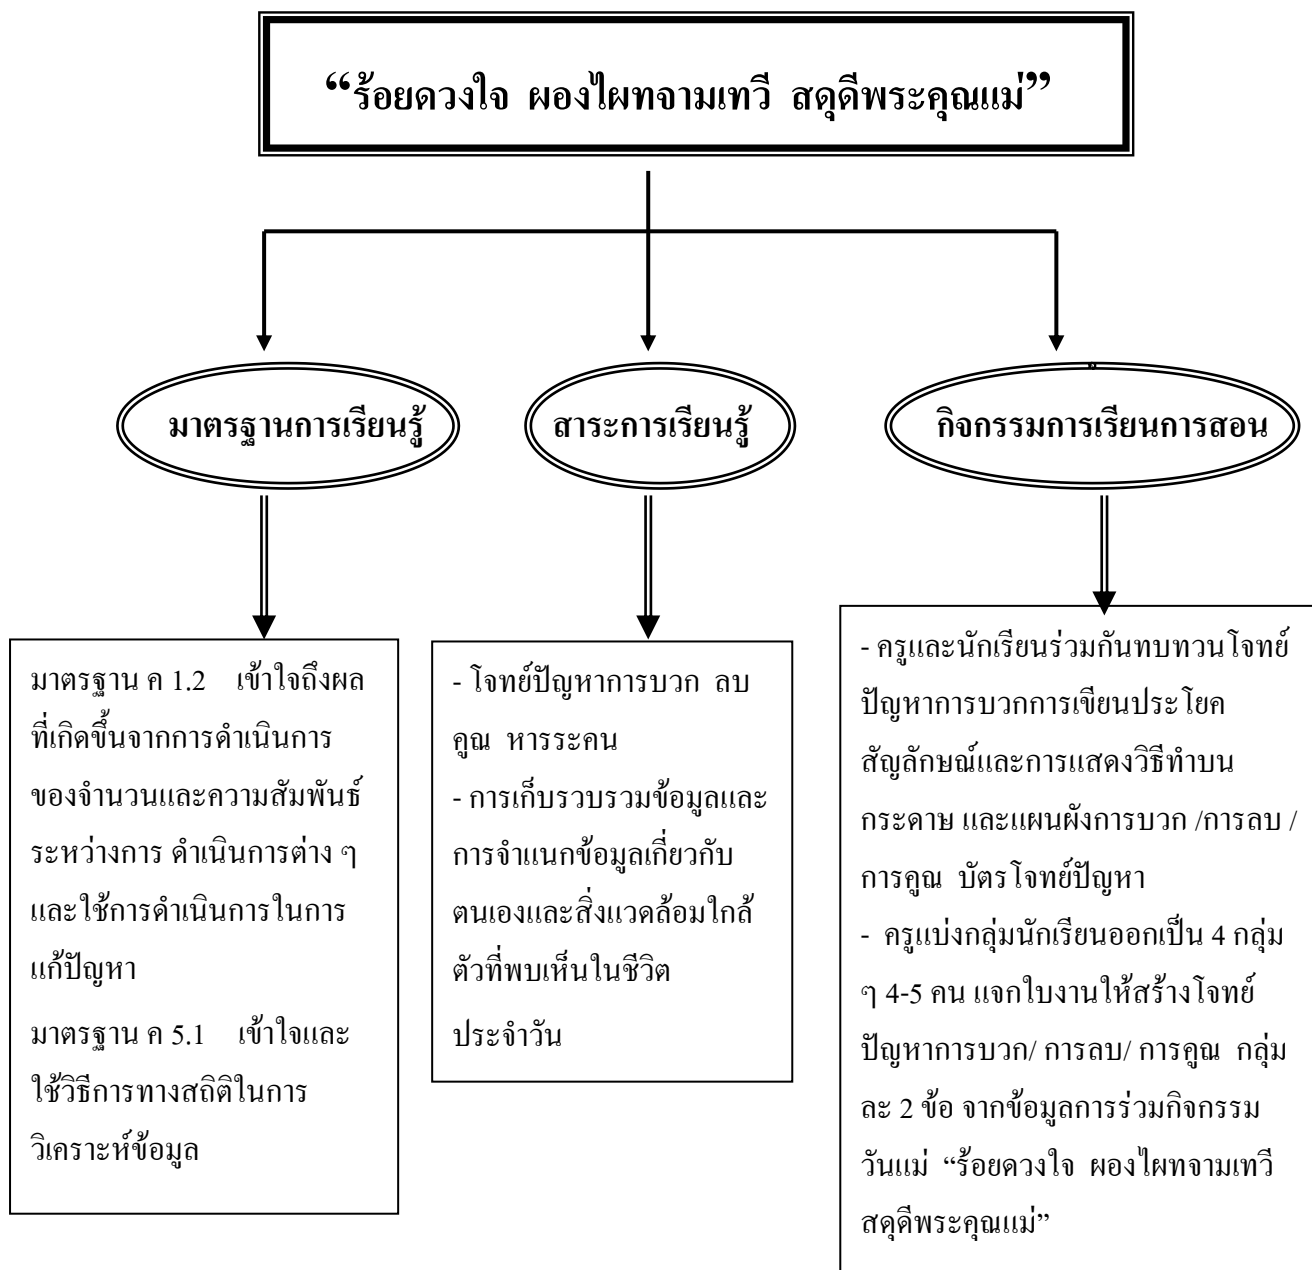 “ร้อยดวงใจ ผองไผทจามเทวี สดุดีพระคุณแม่”
มาตรฐานการเรียนรู้
สาระการเรียนรู้
กิจกรรมการเรียนการสอน
มาตรฐาน ค 1.2 เข้าใจถึงผล
ที่เกิดขึ้นจากการดำเนินการ
ของจำนวนและความสัมพันธ์
ระหว่างการ ดำเนินการต่าง ๆ
และใช้การดำเนินการในการ
แก้ปัญหา
มาตรฐาน ค 5.1 เข้าใจและ
ใช้วิธีการทางสถิติในการ
วิเคราะห์ข้อมูล
- โจทย์ปัญหาการบวก ลบ
คูณ หารระคน
- การเก็บรวบรวมข้อมูลและ
การจำแนกข้อมูลเกี่ยวกับ
ตนเองและสิ่งแวดล้อมใกล้
ตัวที่พบเห็นในชีวิต
ประจำวัน
- ครูและนักเรียนร่วมกันทบทวนโจทย์
ปัญหาการบวกการเขียนประโยค
สัญลักษณ์และการแสดงวิธีทำบน
กระดาษ และแผนผังการบวก /การลบ /
การคูณ บัตรโจทย์ปัญหา
- ครูแบ่งกลุ่มนักเรียนออกเป็น 4 กลุ่ม
ๆ 4-5 คน แจกใบงานให้สร้างโจทย์
ปัญหาการบวก/ การลบ/ การคูณ กลุ่ม
ละ 2 ข้อ จากข้อมูลการร่วมกิจกรรม
วันแม่ “ร้อยดวงใจ ผองไผทจามเทวี
สดุดีพระคุณแม่”